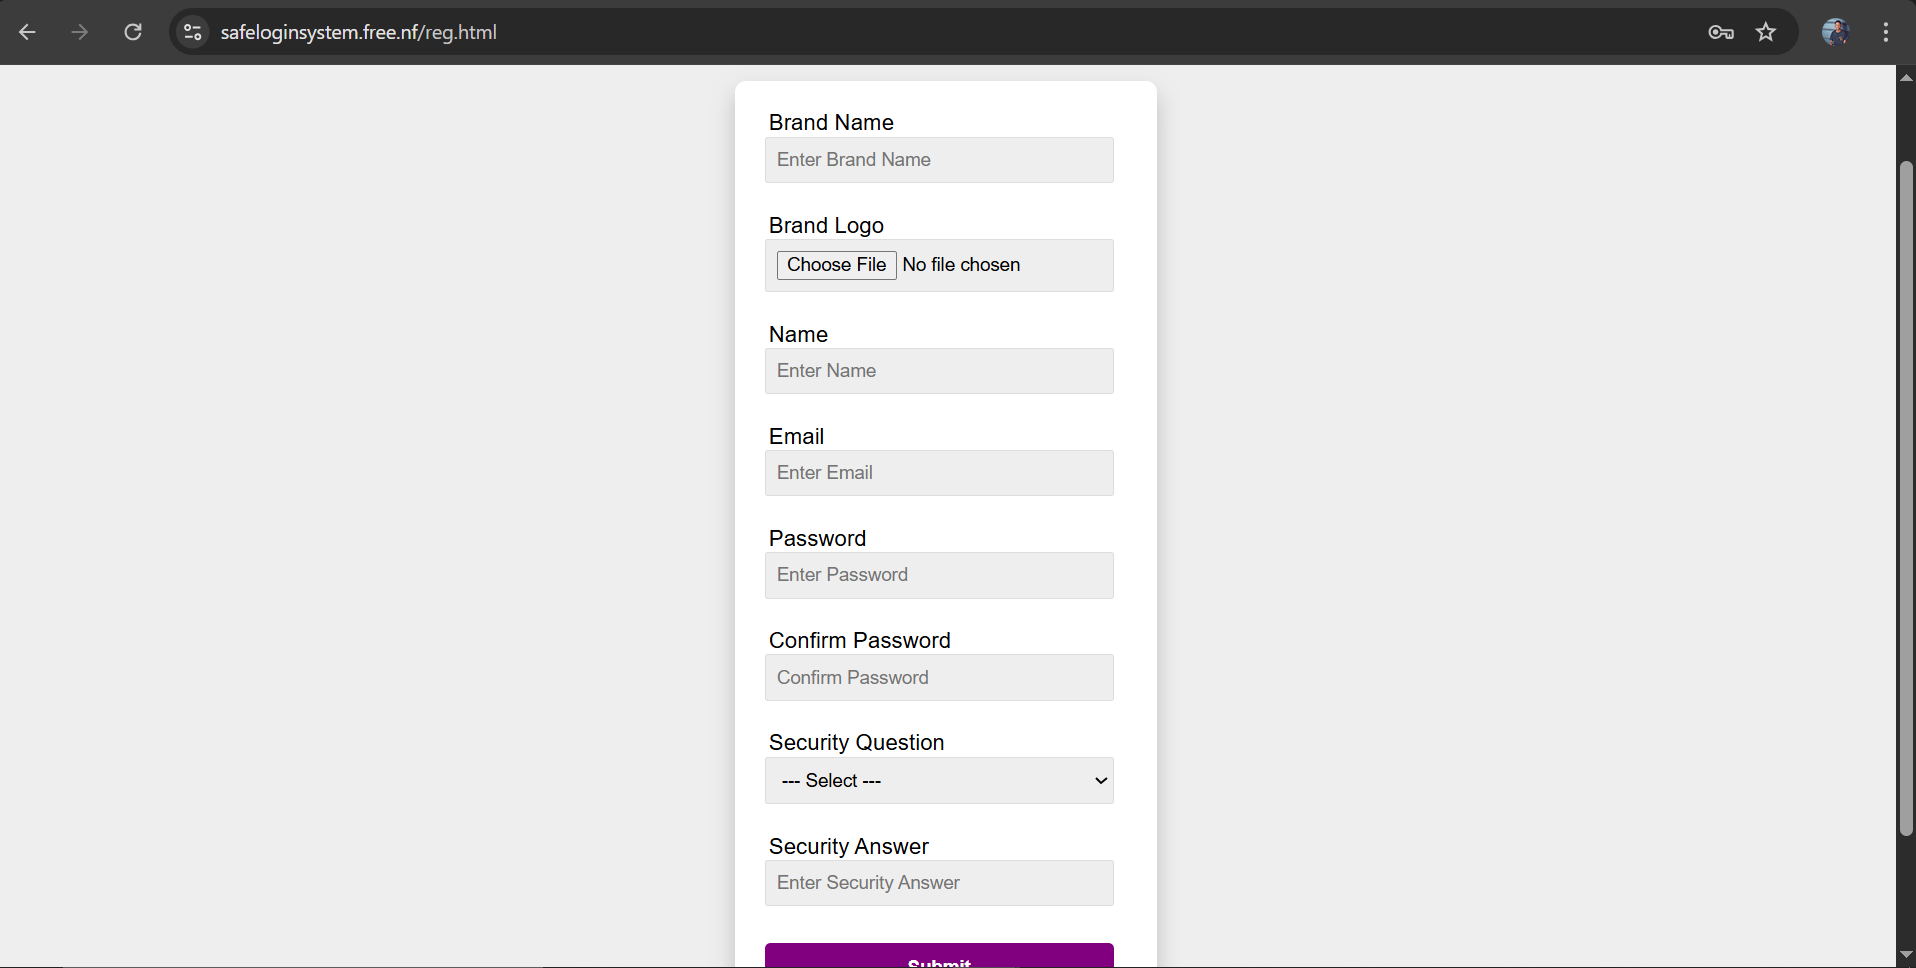 safeloginsystem.free.nf/reg.html
Brand Name
Enter Brand Name
Brand Logo
Choose File No file chosen
Name
Enter Name
Email
Enter Email
Password
Enter Password
Confirm Password
Confirm Password
Security Question
--- Select ---
Security Answer
Enter Security Answer
Submit